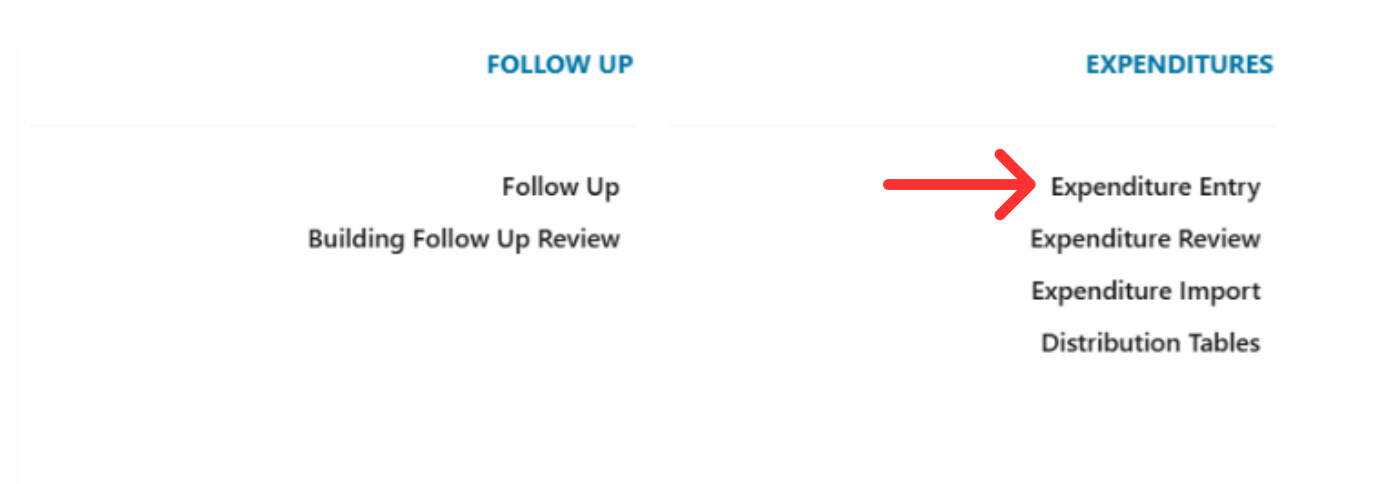 FOLLOW UP
Follow Up
Building Follow Up Review
EXPENDITURES
Expenditure Entry
Expenditure Review
Expenditure Import
Distribution Tables